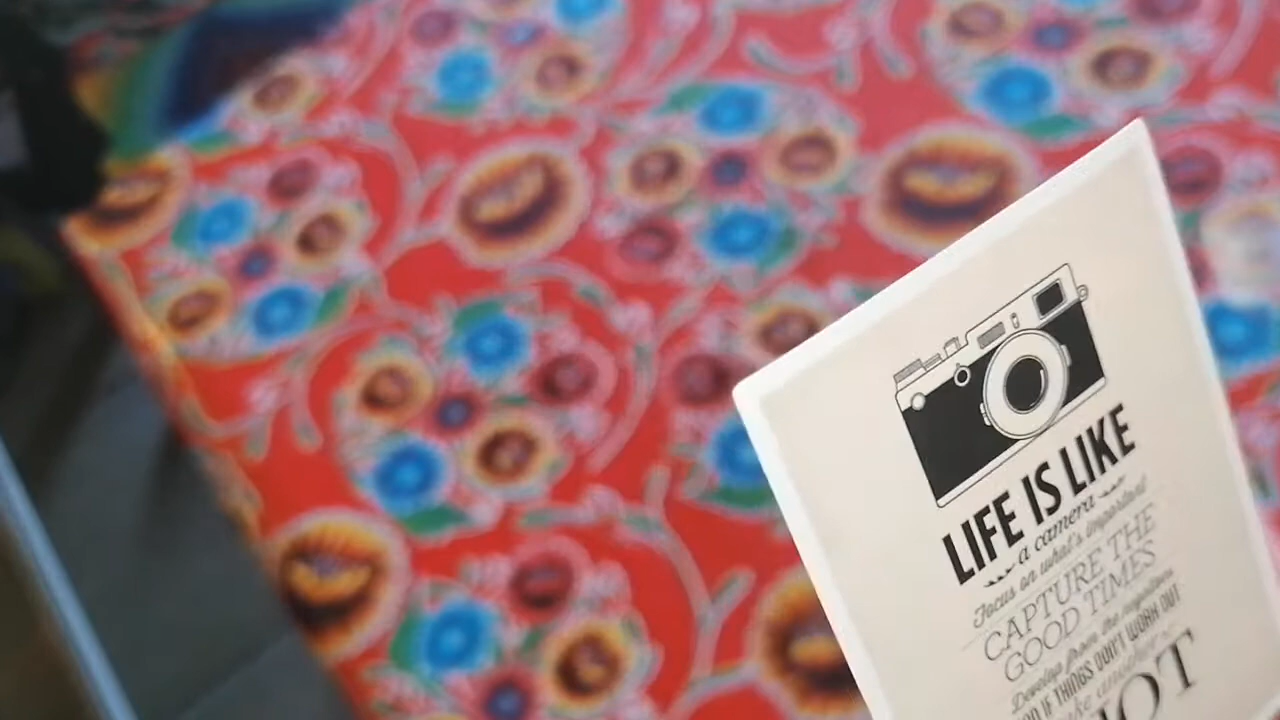 LIFE IS LIKE
a camera
Focus on what's important
CAPTURE THE
GOOD TIMES
Develop from the negatives
IF THINGS DON'T WORK OUT